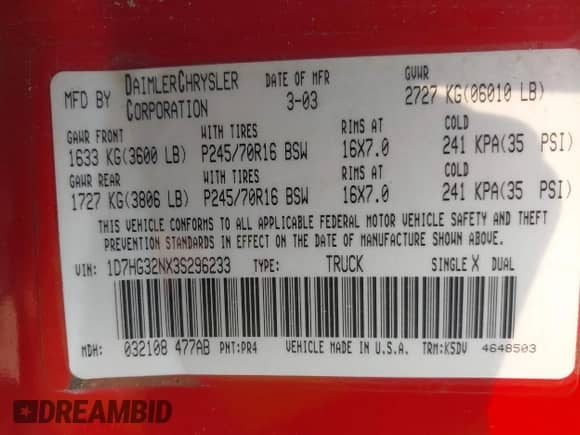 MFD BY DAIMLERCHRYSLER CORPORATION DATE OF MFR 3-03 GVWR 2727 KG(06010 LB)
GAWR FRONT WITH TIRES RIMS AT COLD
1633 KG(3600 LB) P245/70R16 BSW 16X7.0 241 KPA(35 PSI)
GAWR REAR WITH TIRES RIMS AT COLD
1727 KG(3806 LB) P245/70R16 BSW 16X7.0 241 KPA(35 PSI)
THIS VEHICLE CONFORMS TO ALL APPLICABLE FEDERAL MOTOR VEHICLE SAFETY AND THEFT
PREVENTION STANDARDS IN EFFECT ON THE DATE OF MANUFACTURE SHOWN ABOVE.
VIN: 1D7HG32NX3S296233 TYPE: TRUCK SINGLE X DUAL
MDH: 032108 477AB PNT:PR4 VEHICLE MADE IN U.S.A. TRM:K5DV 4648503
DREAMBID